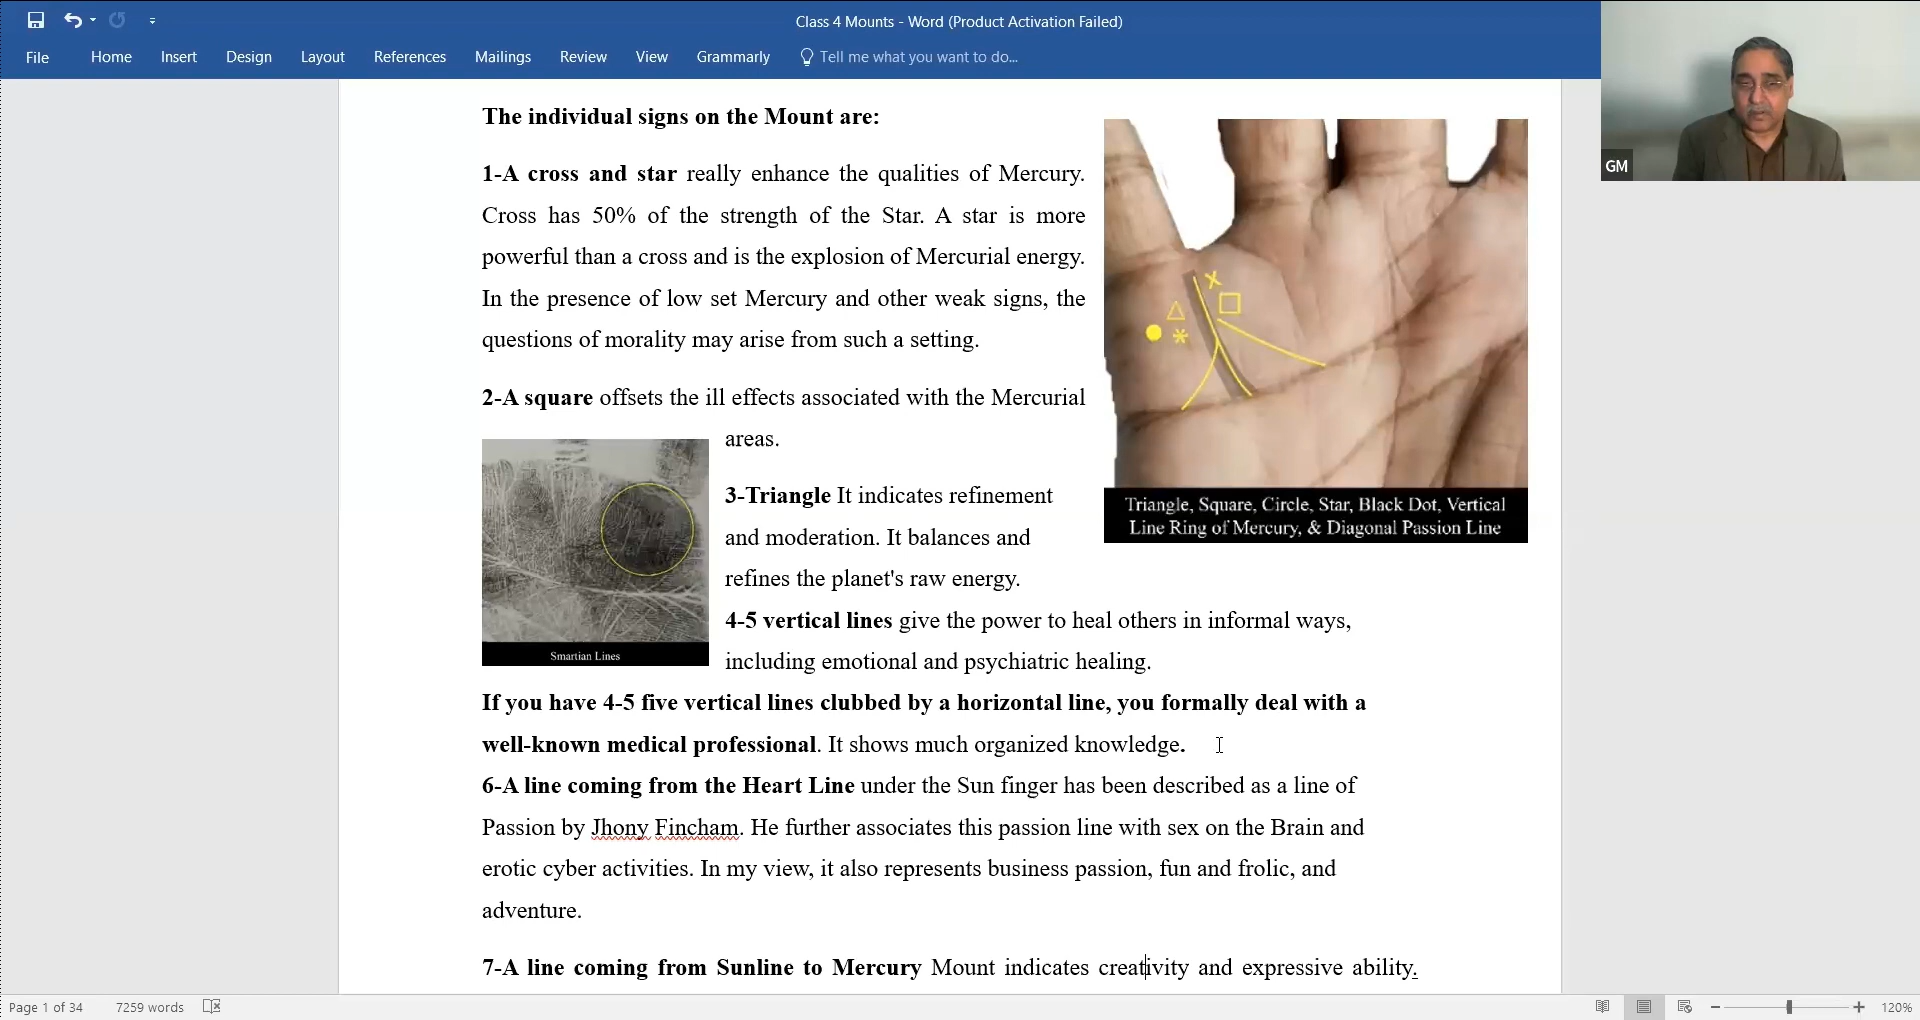 Class 4 Mounts - Word (Product Activation Failed)
File Home Insert Design Layout References Mailings Review View Grammarly Tell me what you want to do...
GM
The individual signs on the Mount are:
1-A cross and star really enhance the qualities of Mercury.
Cross has 50% of the strength of the Star. A star is more
powerful than a cross and is the explosion of Mercurial energy.
In the presence of low set Mercury and other weak signs, the
questions of morality may arise from such a setting.
2-A square offsets the ill effects associated with the Mercurial
areas.
Triangle, Square, Circle, Star, Black Dot, Vertical
Line Ring of Mercury, & Diagonal Passion Line
3-Triangle It indicates refinement
and moderation. It balances and
refines the planet's raw energy.
4-5 vertical lines give the power to heal others in informal ways,
including emotional and psychiatric healing.
Smartian Lines
If you have 4-5 five vertical lines clubbed by a horizontal line, you formally deal with a
well-known medical professional. It shows much organized knowledge.
6-A line coming from the Heart Line under the Sun finger has been described as a line of
Passion by Jhony Fincham. He further associates this passion line with sex on the Brain and
erotic cyber activities. In my view, it also represents business passion, fun and frolic, and
adventure.
7-A line coming from Sunline to Mercury Mount indicates creativity and expressive ability.
Page 1 of 34 7259 words 120%